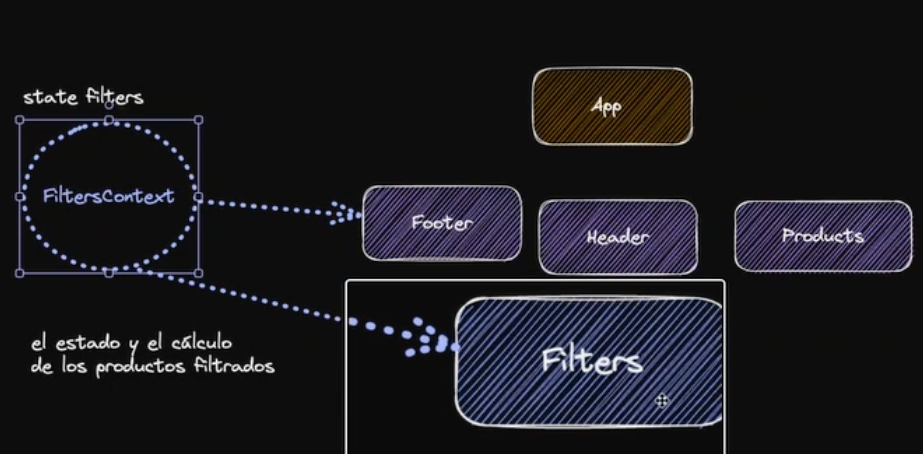 state filters
App
FiltersContext
Footer
Header
Products
Filters
el estado y el cálculo
de los productos filtrados